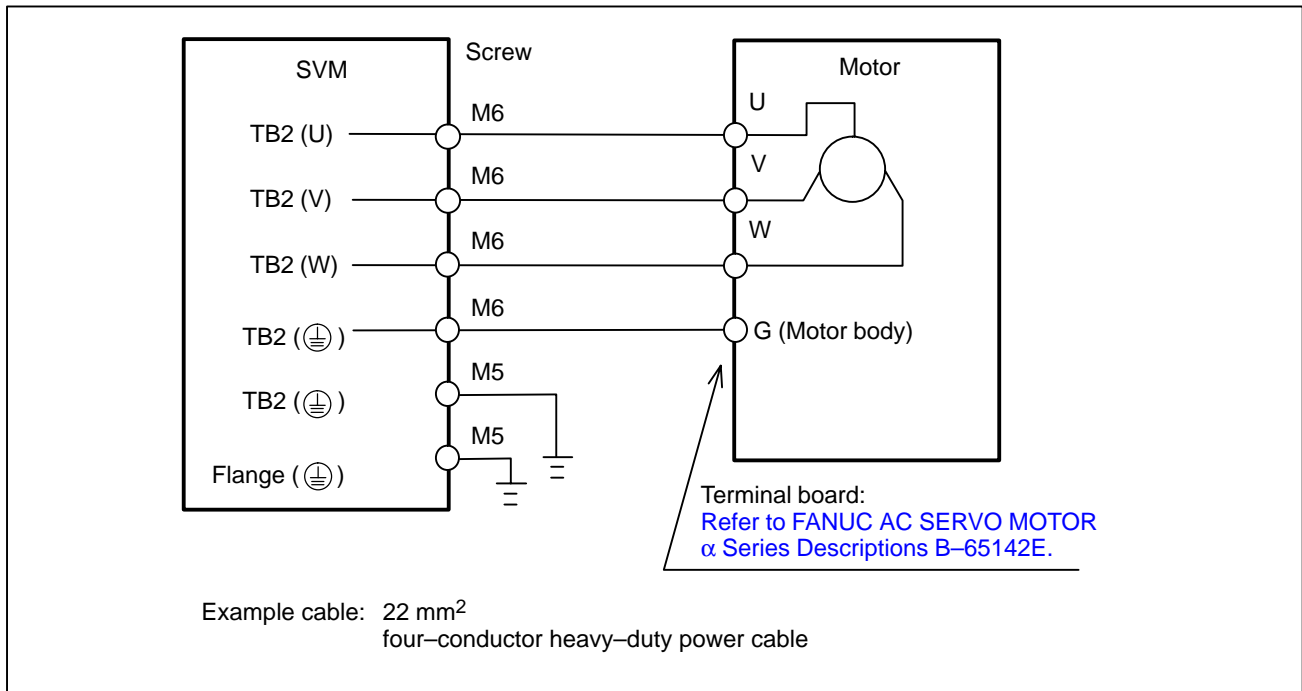 SVM
Screw
Motor
TB2 (U)
M6
U
TB2 (V)
M6
V
TB2 (W)
M6
W
TB2 (⏚)
M6
G (Motor body)
TB2 (⏚)
M5
Flange (⏚)
M5
Terminal board:
Refer to FANUC AC SERVO MOTOR
α Series Descriptions B–65142E.
Example cable: 22 mm²
four–conductor heavy–duty power cable